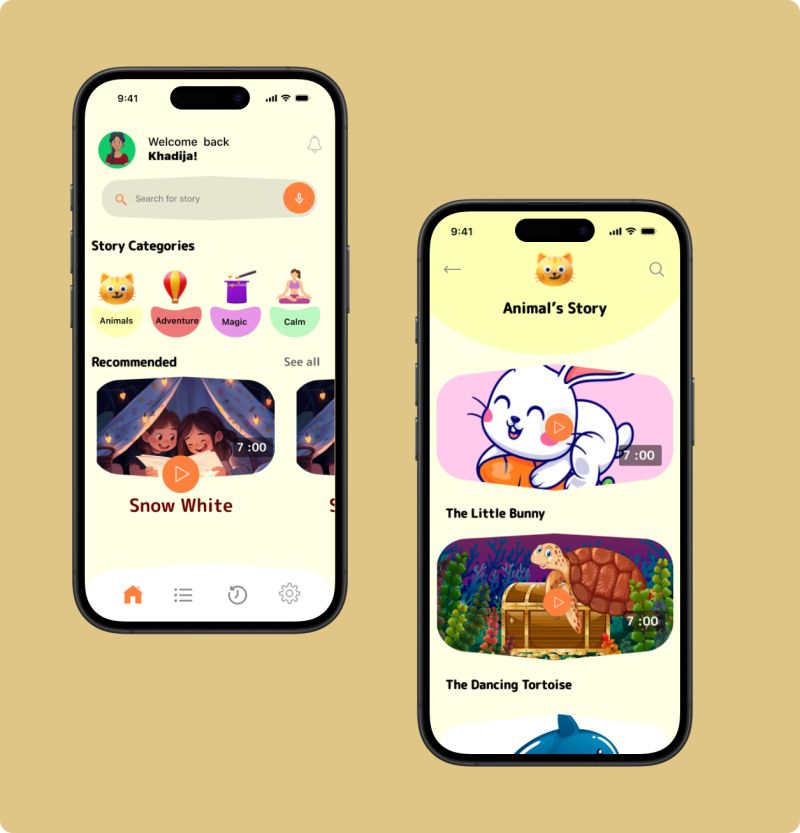 9:41
Welcome back
Khadija!
Search for story
Story Categories
Animals
Adventure
Magic
Calm
Recommended
See all
7 :00
Snow White
S
9:41
Animal’s Story
7 :00
The Little Bunny
7 :00
The Dancing Tortoise